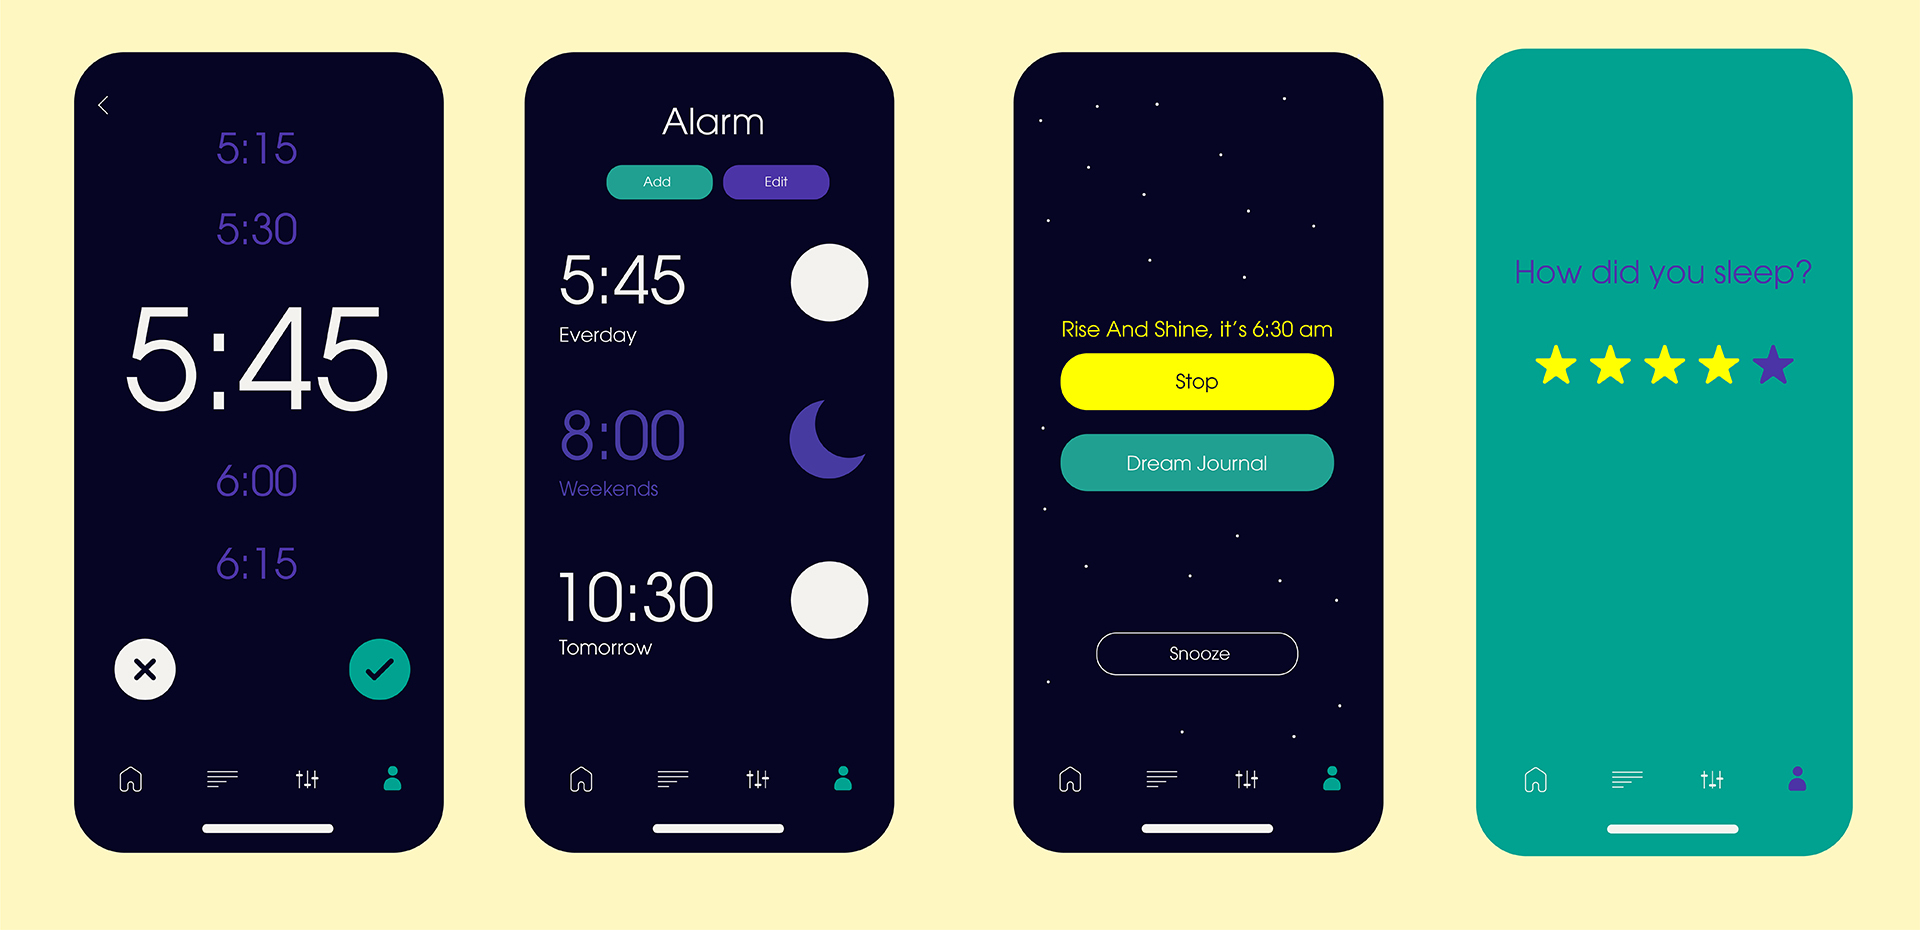 5:15
5:30
5:45
6:00
6:15
Alarm
Add
Edit
5:45
Everday
8:00
Weekends
10:30
Tomorrow
Rise And Shine, it’s 6:30 am
Stop
Dream Journal
Snooze
How did you sleep?